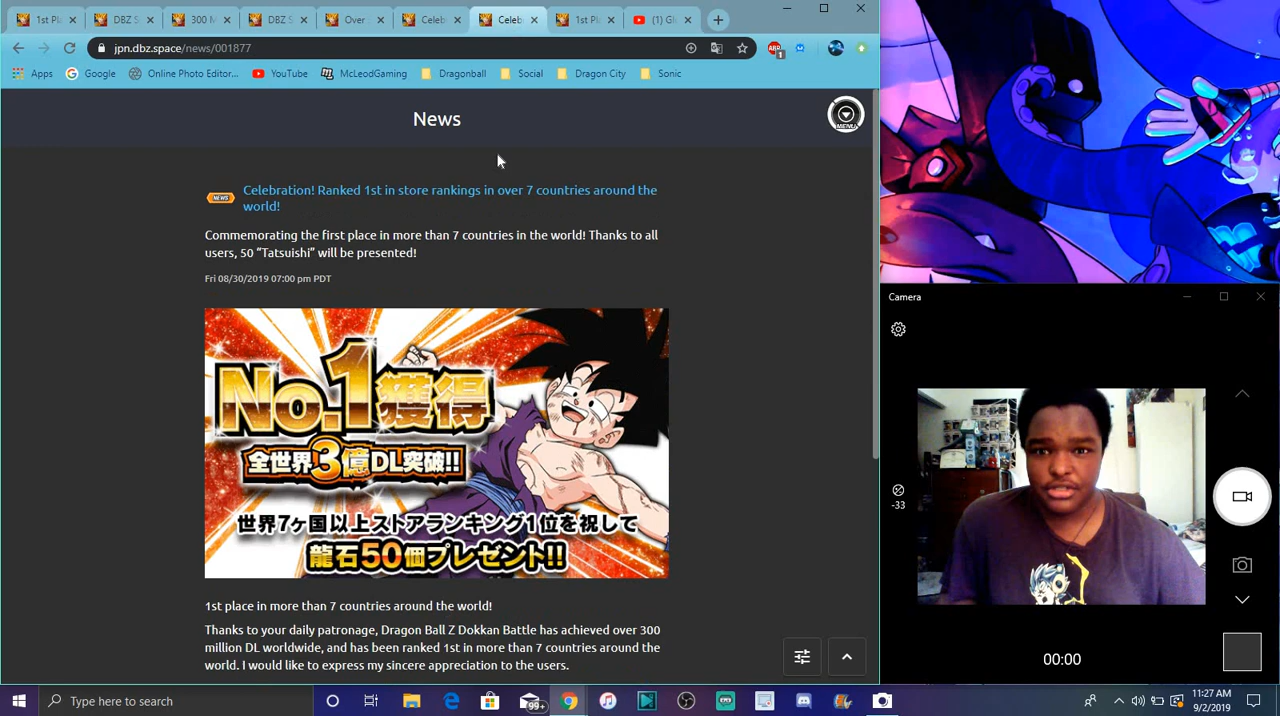 1st Pla
DBZ S
300 M
DBZ S
Over
Celeb
Celeb
1st Pl
(1) Gl
jpn.dbz.space/news/001877
Apps
Google
Online Photo Editor...
YouTube
McLeodGaming
Dragonball
Social
Dragon City
Sonic
News
MENU
NEWS
Celebration! Ranked 1st in store rankings in over 7 countries around the
world!
Commemorating the first place in more than 7 countries in the world! Thanks to all
users, 50 “Tatsuishi” will be presented!
Fri 08/30/2019 07:00 pm PDT
No.1獲得
全世界3億DL突破!!
世界7ヶ国以上ストアランキング1位を祝して
龍石50個プレゼント!!
1st place in more than 7 countries around the world!
Thanks to your daily patronage, Dragon Ball Z Dokkan Battle has achieved over 300
million DL worldwide, and has been ranked 1st in more than 7 countries around the
world. I would like to express my sincere appreciation to the users.
Camera
-33
00:00
Type here to search
99+
11:27 AM
9/2/2019